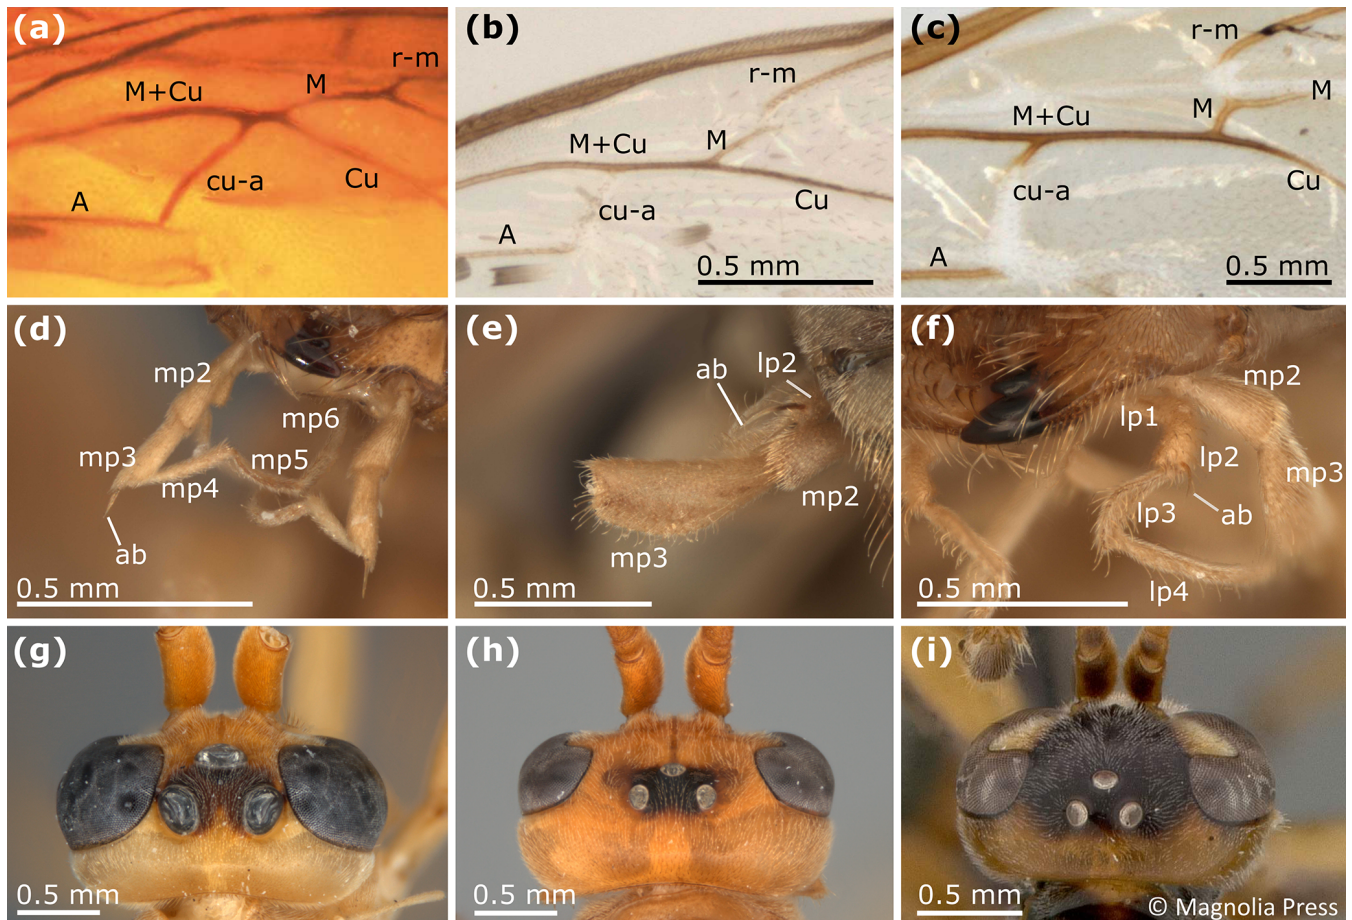 (a)
r-m
M
M+Cu
cu-a
Cu
A
(b)
r-m
M+Cu
M
cu-a
Cu
A
0.5 mm
(c)
r-m
M
M
M+Cu
cu-a
Cu
A
0.5 mm
(d)
mp2
mp6
mp3
mp5
mp4
ab
0.5 mm
(e)
lp2
ab
mp2
mp3
0.5 mm
(f)
mp2
lp1
lp2
mp3
lp3
ab
lp4
0.5 mm
(g)
0.5 mm
(h)
0.5 mm
(i)
0.5 mm
© Magnolia Press